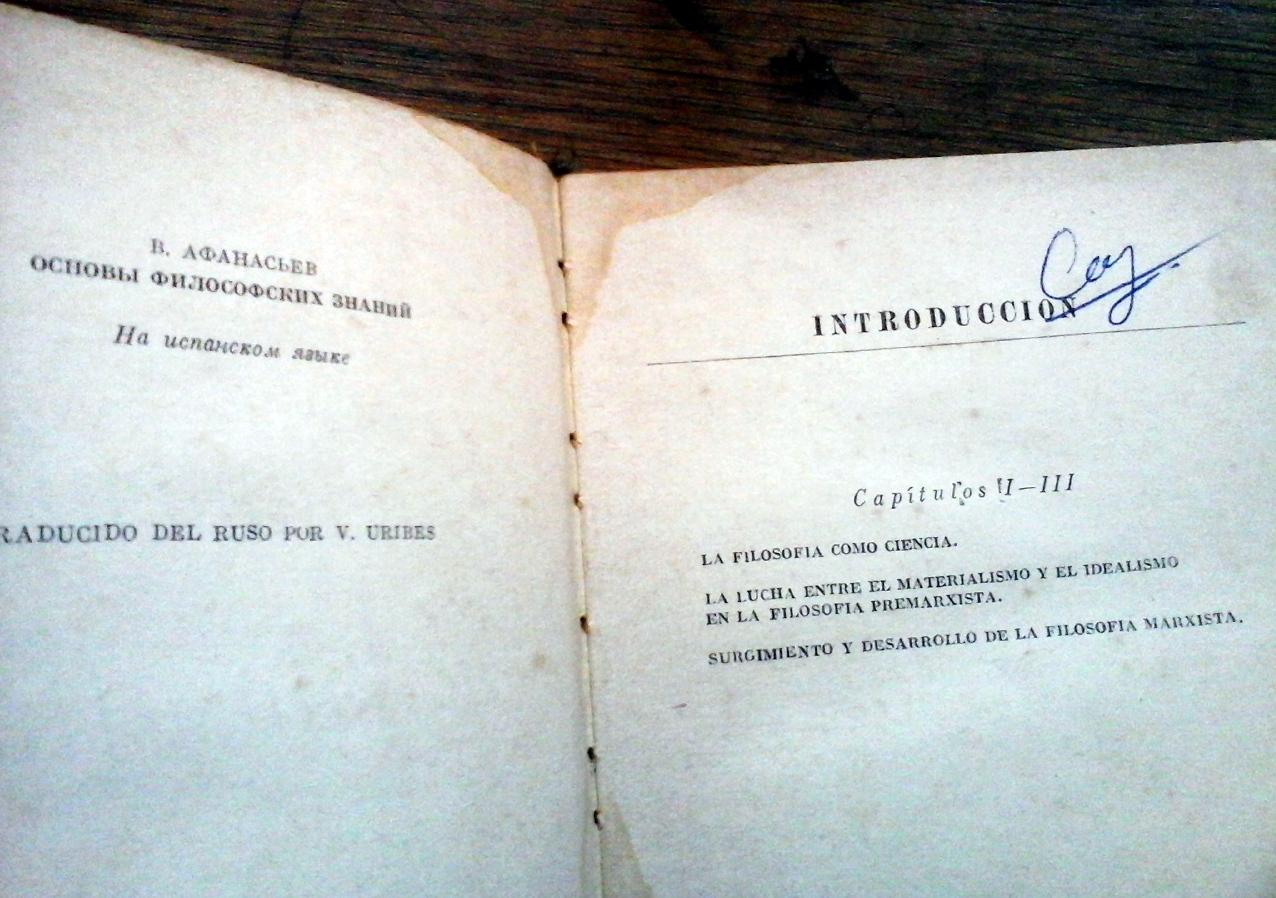 В. АФАНАСЬЕВ
ОСНОВЫ ФИЛОСОФСКИХ ЗНАНИЙ
На испанском языке
RADUCIDO DEL RUSO POR V. URIBES
INTRODUCCION
Capítulos I—III
LA FILOSOFIA COMO CIENCIA.
LA LUCHA ENTRE EL MATERIALISMO Y EL IDEALISMO
EN LA FILOSOFIA PREMARXISTA.
SURGIMIENTO Y DESARROLLO DE LA FILOSOFIA MARXISTA.